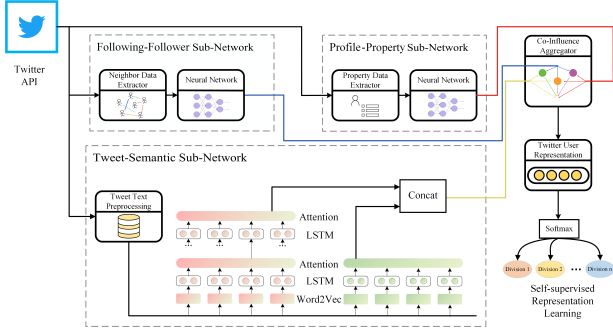 Twitter
API
Following-Follower Sub-Network
Neighbor Data
Extractor
Neural Network
Profile-Property Sub-Network
Property Data
Extractor
Neural Network
Co-Influence
Aggregator
Tweet-Semantic Sub-Network
Tweet Text
Preprocessing
Attention
LSTM
Attention
LSTM
Word2Vec
Concat
Twitter User
Representation
Softmax
Division 1
Division 2
Division n
Self-supervised
Representation
Learning